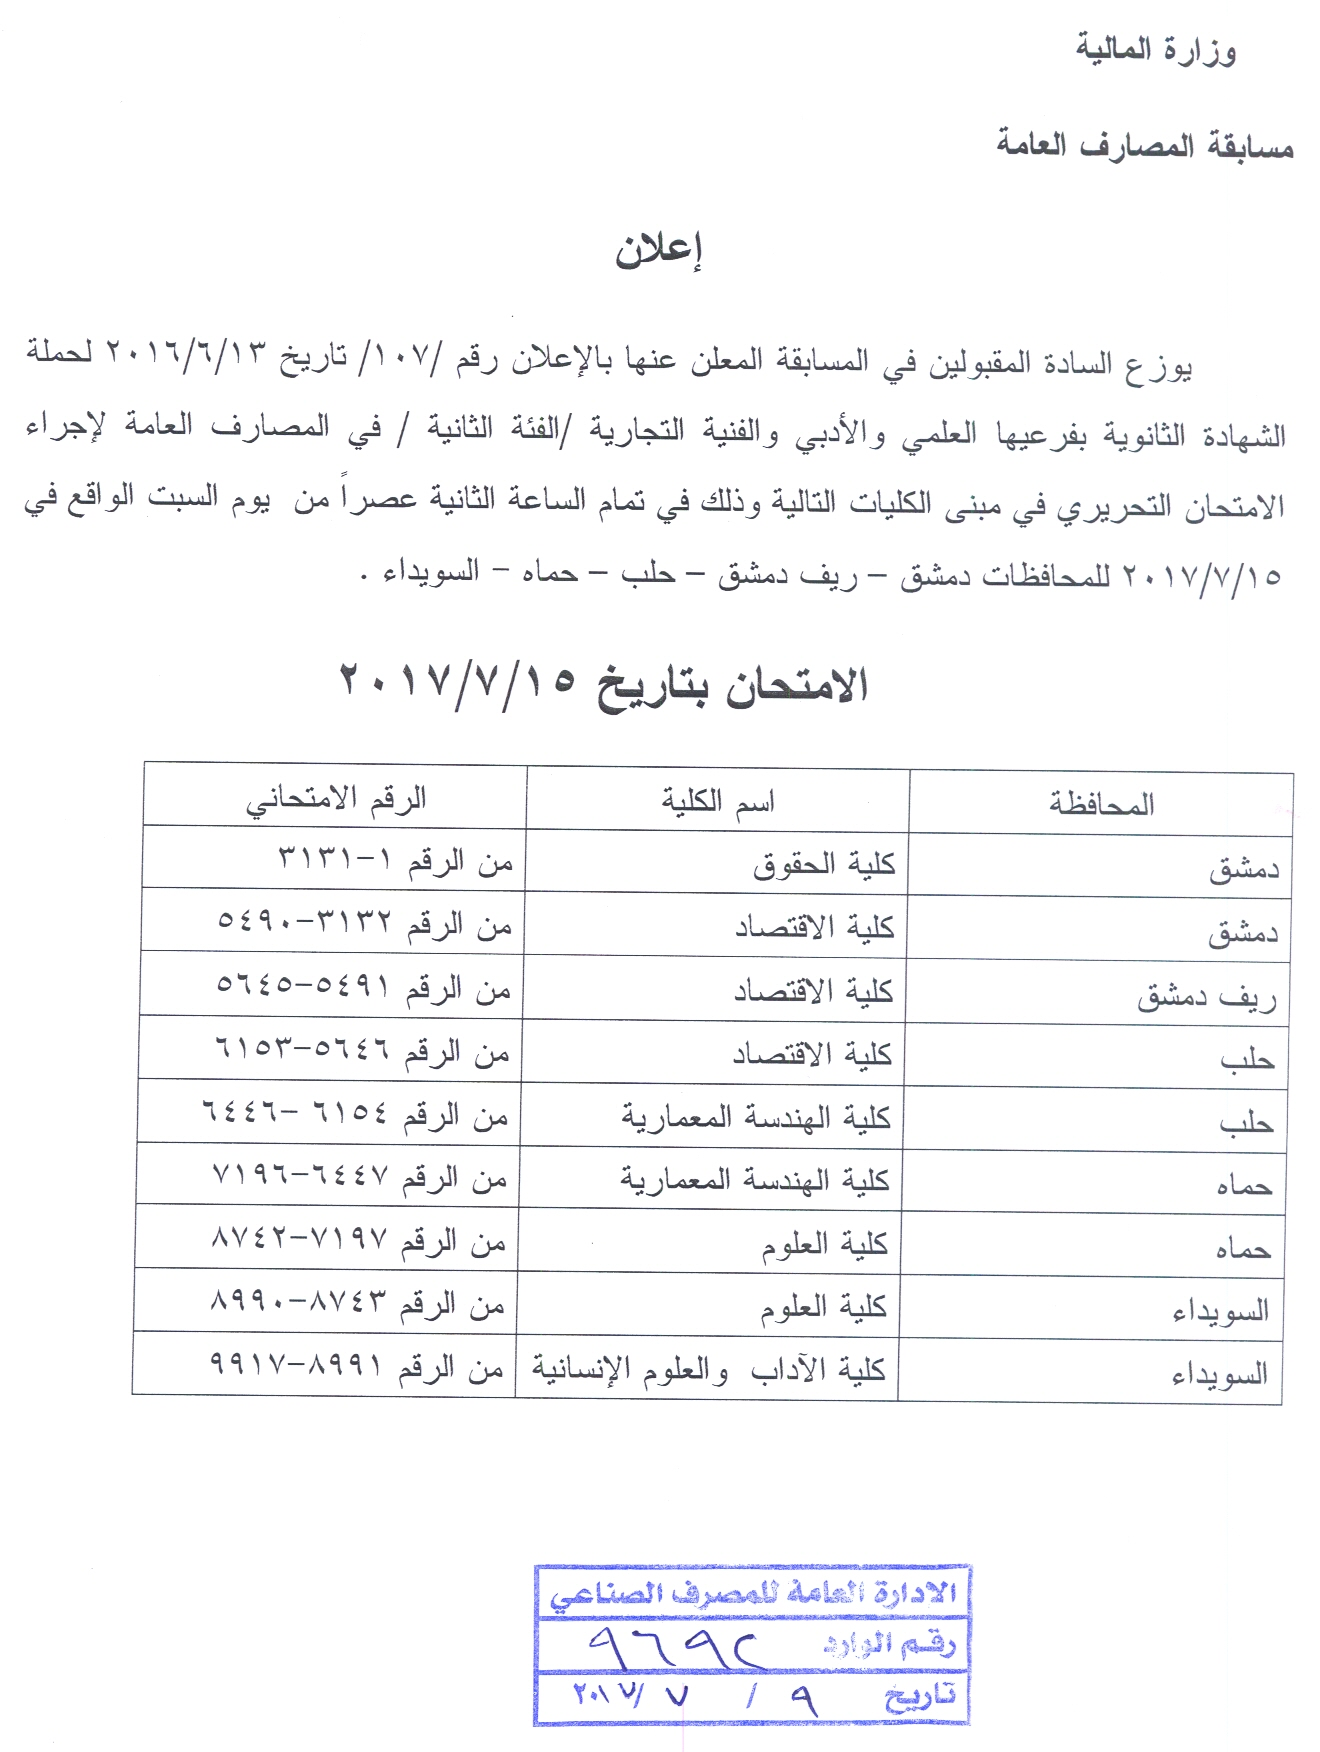 وزارة المالية
مسابقة المصارف العامة
إعلان
يوزع السادة المقبولين في المسابقة المعلن عنها بالإعلان رقم /١٠٧/ تاريخ ٢٠١٦/٦/١٣ لحملة
الشهادة الثانوية بفرعيها العلمي والأدبي والفنية التجارية /الفئة الثانية / في المصارف العامة لإجراء
الامتحان التحريري في مبنى الكليات التالية وذلك في تمام الساعة الثانية عصراً من يوم السبت الواقع في
٢٠١٧/٧/١٥ للمحافظات دمشق – ريف دمشق – حلب – حماه – السويداء .
الامتحان بتاريخ ٢٠١٧/٧/١٥
المحافظة اسم الكلية الرقم الامتحاني
دمشق كلية الحقوق من الرقم ١-٣١٣١
دمشق كلية الاقتصاد من الرقم ٣١٣٢-٥٤٩٠
ريف دمشق كلية الاقتصاد من الرقم ٥٤٩١-٥٦٤٥
حلب كلية الاقتصاد من الرقم ٥٦٤٦-٦١٥٣
حلب كلية الهندسة المعمارية من الرقم ٦١٥٤ -٦٤٤٦
حماه كلية الهندسة المعمارية من الرقم ٦٤٤٧-٧١٩٦
حماه كلية العلوم من الرقم ٧١٩٧-٨٧٤٢
السويداء كلية العلوم من الرقم ٨٧٤٣-٨٩٩٠
السويداء كلية الآداب والعلوم الإنسانية من الرقم ٨٩٩١-٩٩١٧
الادارة العامة للمصرف الصناعي
رقم الوارد ٩٦٩٢
تاريخ ٩ / ٧ /٢٠١٧